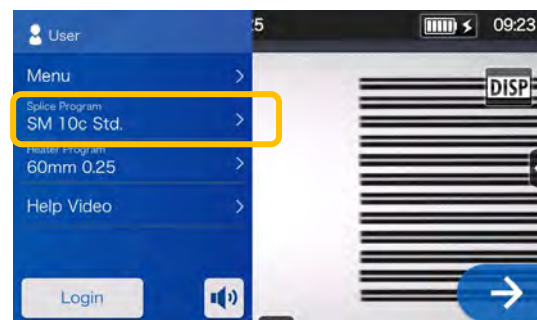 User
:5
09:23
Menu
DISP
Splice Program
SM 10c Std.
Heater Program
60mm 0.25
Help Video
Login